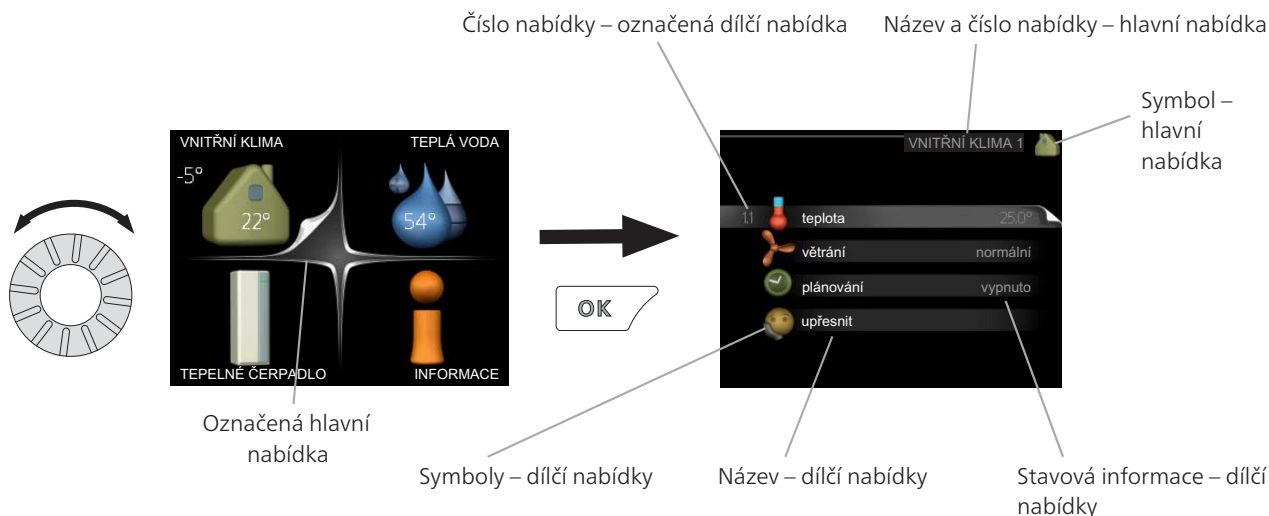 Číslo nabídky – označená dílčí nabídka
Název a číslo nabídky – hlavní nabídka
Symbol –
hlavní
nabídka
VNITŘNÍ KLIMA
TEPLÁ VODA
-5°
22°
54°
TEPELNÉ ČERPADLO
INFORMACE
OK
VNITŘNÍ KLIMA 1
1.1
teplota
25.0°
větrání
normální
plánování
vypnuto
upřesnit
Označená hlavní
nabídka
Symboly – dílčí nabídky
Název – dílčí nabídky
Stavová informace – dílčí
nabídky